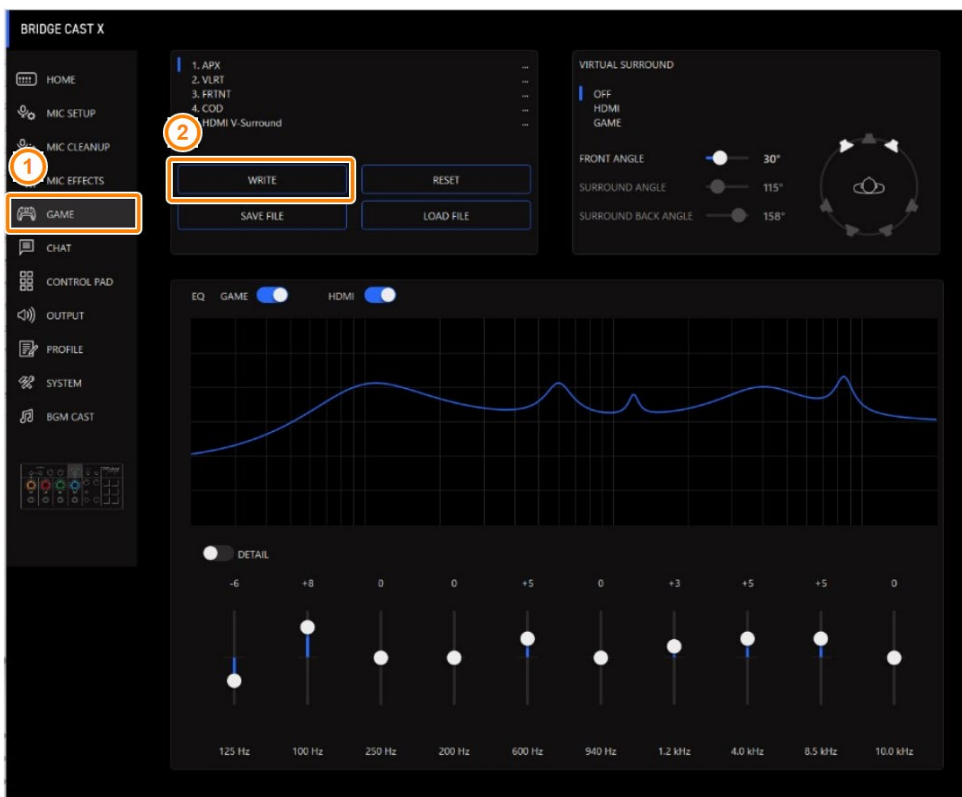 BRIDGE CAST X
HOME
MIC SETUP
MIC CLEANUP
1
MIC EFFECTS
GAME
CHAT
CONTROL PAD
OUTPUT
PROFILE
SYSTEM
BGM CAST
1. APX ...
2. VLRT ...
3. FRTNT ...
4. COD ...
HDMI V-Surround ...
2
WRITE RESET
SAVE FILE LOAD FILE
VIRTUAL SURROUND
OFF
HDMI
GAME
FRONT ANGLE 30°
SURROUND ANGLE 115°
SURROUND BACK ANGLE 158°
EQ GAME HDMI
DETAIL
-6 +8 0 0 +5 0 +3 +5 +5 0
125 Hz 100 Hz 250 Hz 200 Hz 600 Hz 940 Hz 1.2 kHz 4.0 kHz 8.5 kHz 10.0 kHz